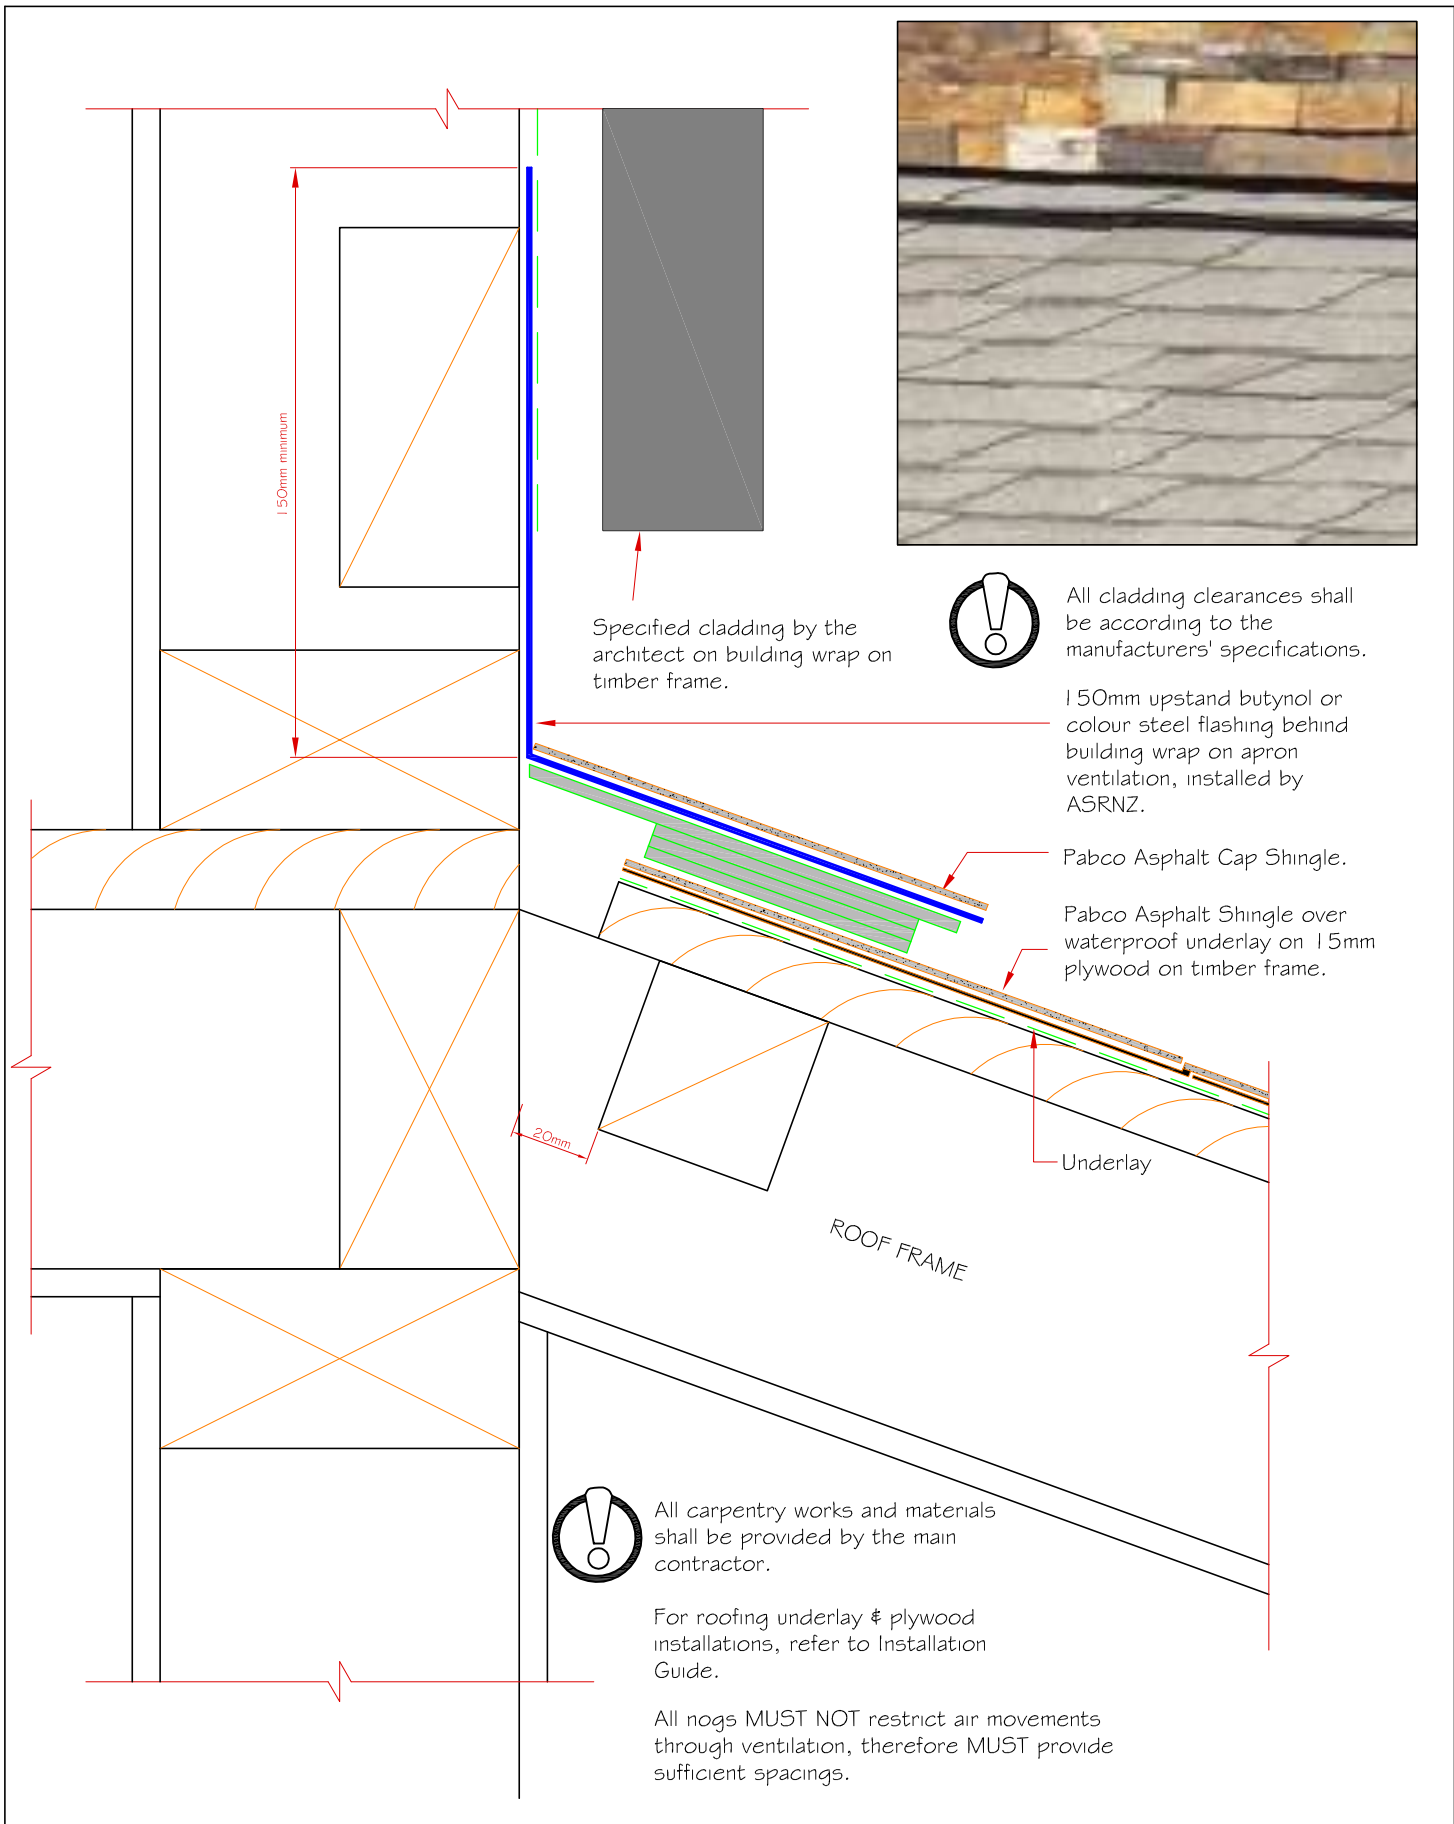 150mm minimum
Specified cladding by the
architect on building wrap on
timber frame.
All cladding clearances shall
be according to the
manufacturers' specifications.
150mm upstand butynol or
colour steel flashing behind
building wrap on apron
ventilation, installed by
ASRNZ.
Pabco Asphalt Cap Shingle.
Pabco Asphalt Shingle over
waterproof underlay on 15mm
plywood on timber frame.
20mm
Underlay
ROOF FRAME
All carpentry works and materials
shall be provided by the main
contractor.
For roofing underlay & plywood
installations, refer to Installation
Guide.
All nogs MUST NOT restrict air movements
through ventilation, therefore MUST provide
sufficient spacings.